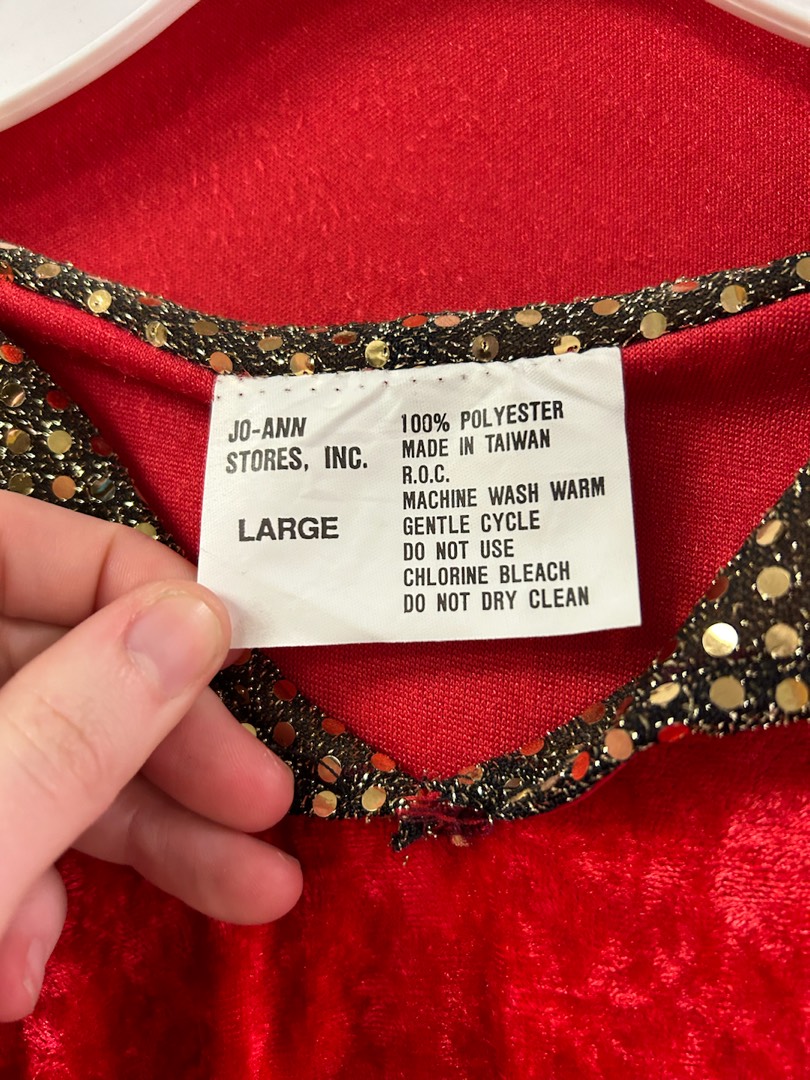 JO-ANN
STORES, INC.
LARGE
100% POLYESTER
MADE IN TAIWAN
R.O.C.
MACHINE WASH WARM
GENTLE CYCLE
DO NOT USE
CHLORINE BLEACH
DO NOT DRY CLEAN